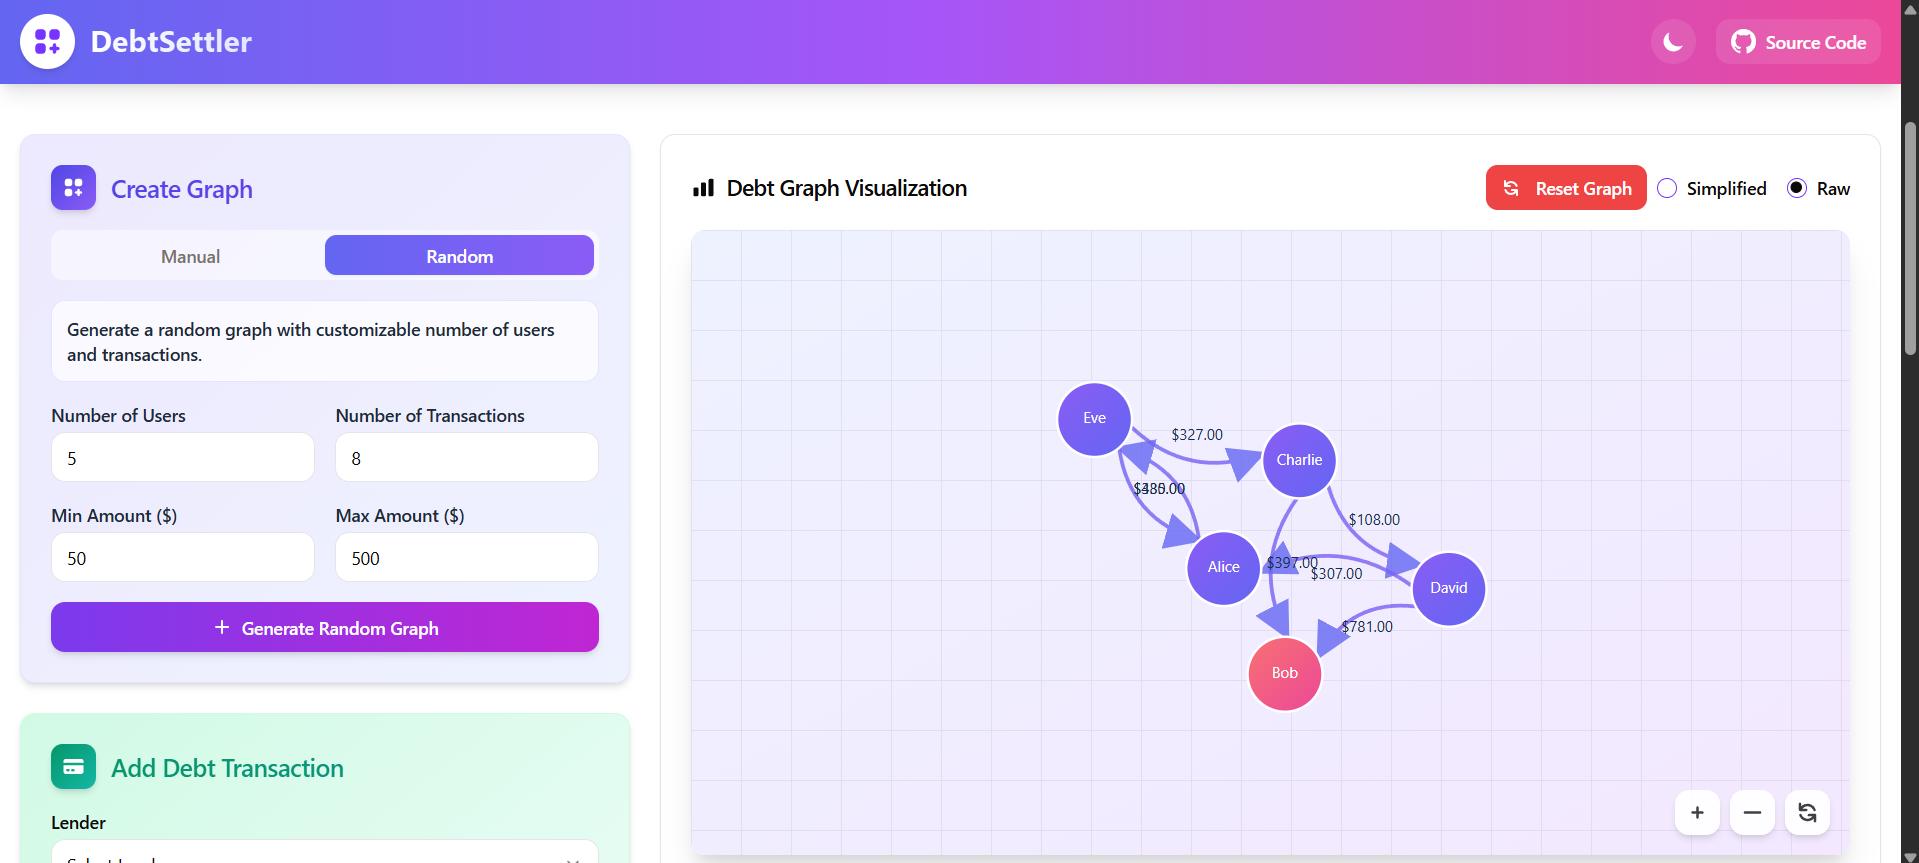 DebtSettler
Source Code
Create Graph
Manual
Random
Generate a random graph with customizable number of users
and transactions.
Number of Users
Number of Transactions
5
8
Min Amount ($)
Max Amount ($)
50
500
Generate Random Graph
Add Debt Transaction
Lender
Debt Graph Visualization
Reset Graph
Simplified
Raw
Eve
$327.00
Charlie
$108.00
Alice
$397.00
$307.00
David
$781.00
Bob